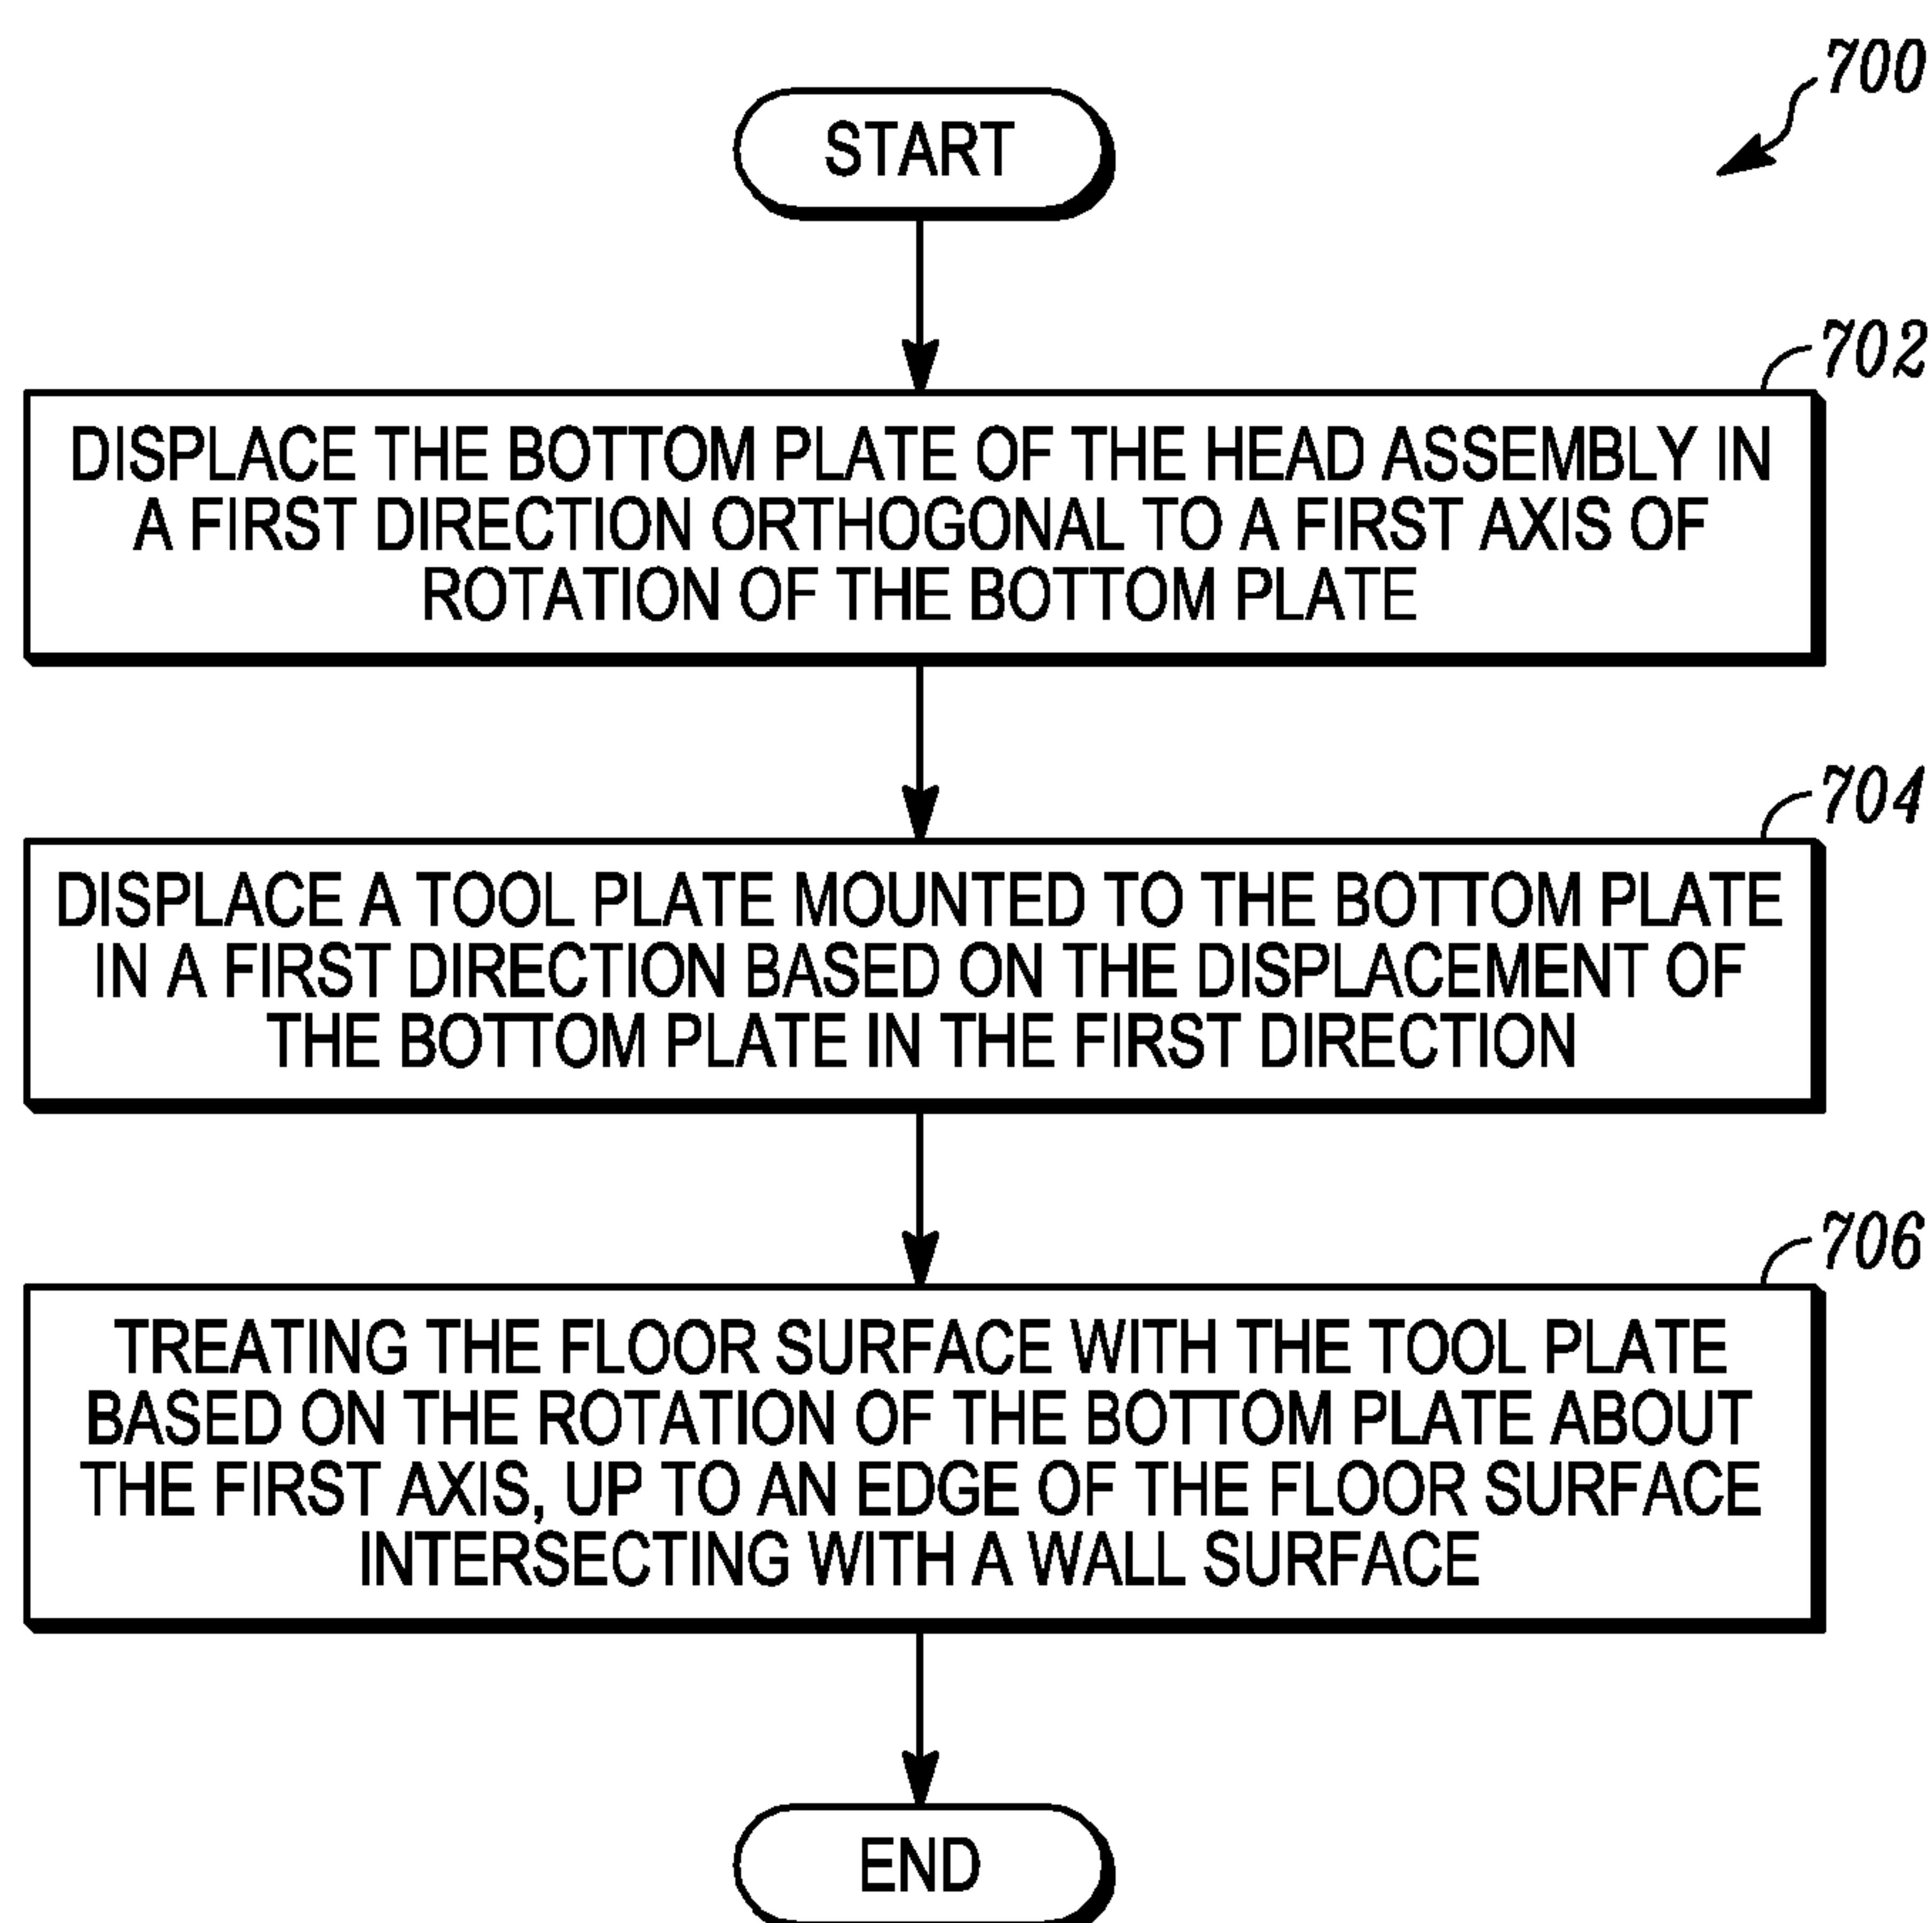 700
START
702
DISPLACE THE BOTTOM PLATE OF THE HEAD ASSEMBLY IN
A FIRST DIRECTION ORTHOGONAL TO A FIRST AXIS OF
ROTATION OF THE BOTTOM PLATE
704
DISPLACE A TOOL PLATE MOUNTED TO THE BOTTOM PLATE
IN A FIRST DIRECTION BASED ON THE DISPLACEMENT OF
THE BOTTOM PLATE IN THE FIRST DIRECTION
706
TREATING THE FLOOR SURFACE WITH THE TOOL PLATE
BASED ON THE ROTATION OF THE BOTTOM PLATE ABOUT
THE FIRST AXIS, UP TO AN EDGE OF THE FLOOR SURFACE
INTERSECTING WITH A WALL SURFACE
END